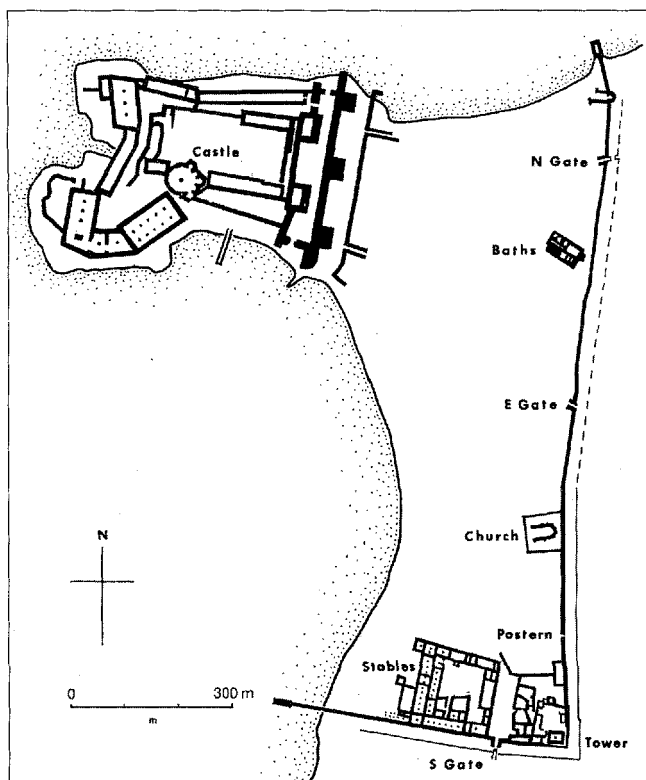 Castle
N Gate
Baths
E Gate
Church
N
Postern
Stables
0 300 m
m
Tower
S Gate